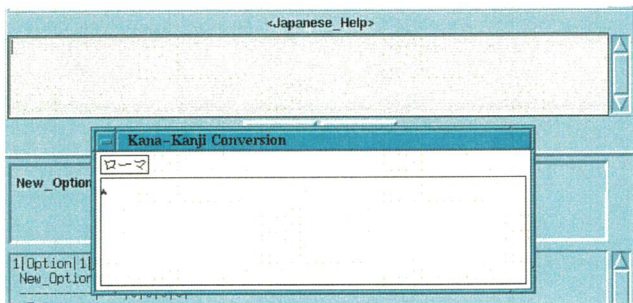 <Japanese_Help>
Kana-Kanji Conversion
ローマ
New_Option
1|Option|1|
New_Option